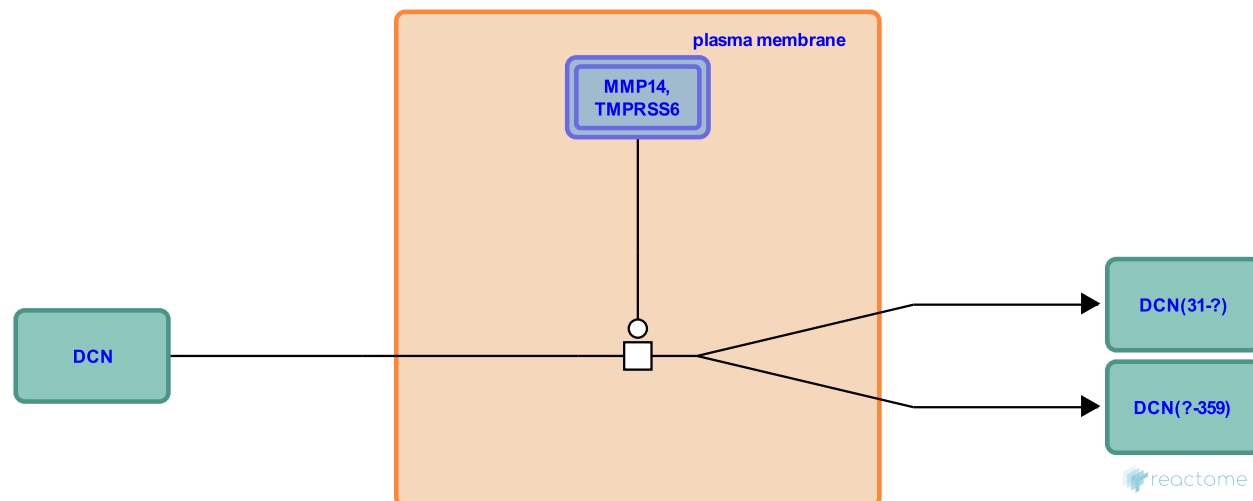 plasma membrane
MMP14,
TMPRSS6
DCN
DCN(31-?)
DCN(?-359)
reactome